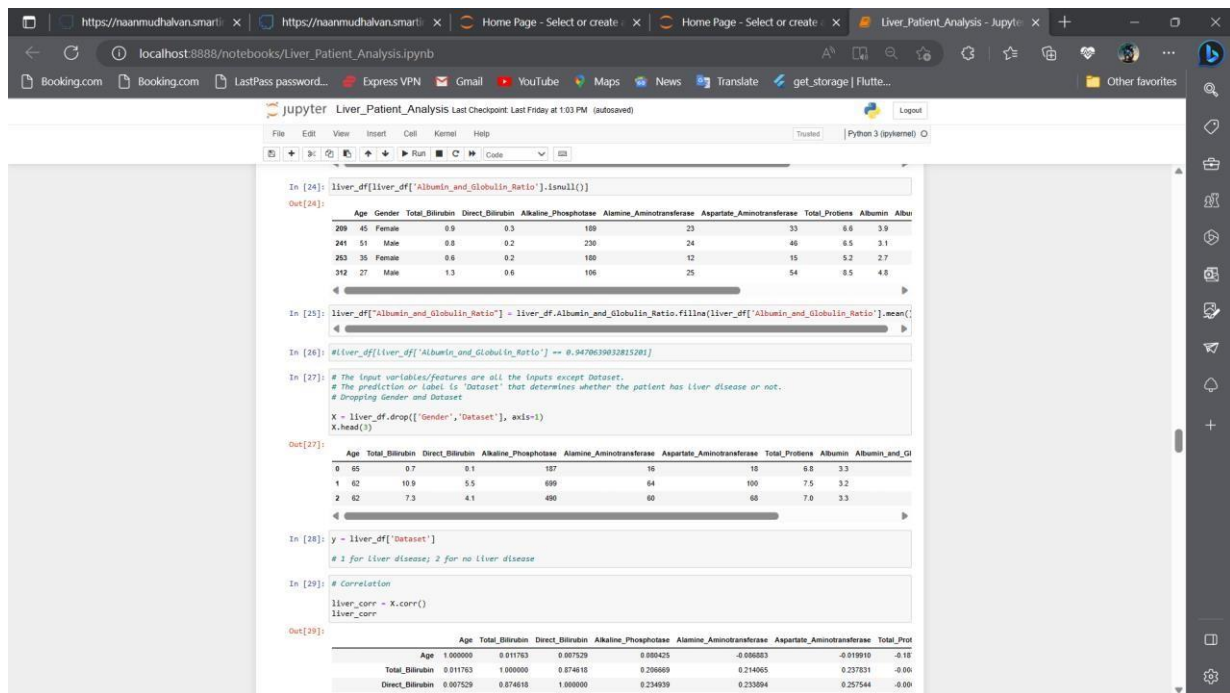 https://naanmudhalvan.smarti
https://naanmudhalvan.smarti
Home Page - Select or create
Home Page - Select or create
Liver_Patient_Analysis - Jupyte
localhost:8888/notebooks/Liver_Patient_Analysis.ipynb
Booking.com Booking.com LastPass password... Express VPN Gmail YouTube Maps News Translate get_storage | Flutte... Other favorites
jupyter Liver_Patient_Analysis Last Checkpoint: Last Friday at 1:03 PM (autosaved) Logout
File Edit View Insert Cell Kernel Help Trusted Python 3 (ipykernel)
Run Code
In [24]: liver_df[liver_df['Albumin_and_Globulin_Ratio'].isnull()]
Out[24]:
Age Gender Total_Bilirubin Direct_Bilirubin Alkaline_Phosphotase Alamine_Aminotransferase Aspartate_Aminotransferase Total_Protiens Albumin Albu
209 45 Female 0.9 0.3 189 23 33 6.6 3.9
241 51 Male 0.8 0.2 230 24 46 6.5 3.1
253 35 Female 0.6 0.2 180 12 15 5.2 2.7
312 27 Male 1.3 0.6 106 25 54 8.5 4.8
In [25]: liver_df["Albumin_and_Globulin_Ratio"] = liver_df.Albumin_and_Globulin_Ratio.fillna(liver_df['Albumin_and_Globulin_Ratio'].mean(
In [26]: #liver_df[liver_df['Albumin_and_Globulin_Ratio'] == 0.9470639032815201]
In [27]: # The input variables/features are all the inputs except Dataset.
# The prediction or label is 'Dataset' that determines whether the patient has liver disease or not.
# Dropping Gender and Dataset
X = liver_df.drop(['Gender','Dataset'], axis=1)
X.head(3)
Out[27]:
Age Total_Bilirubin Direct_Bilirubin Alkaline_Phosphotase Alamine_Aminotransferase Aspartate_Aminotransferase Total_Protiens Albumin Albumin_and_Gl
0 65 0.7 0.1 187 16 18 6.8 3.3
1 62 10.9 5.5 699 64 100 7.5 3.2
2 62 7.3 4.1 490 60 68 7.0 3.3
In [28]: y = liver_df['Dataset']
# 1 for liver disease; 2 for no liver disease
In [29]: # Correlation
liver_corr = X.corr()
liver_corr
Out[29]:
Age Total_Bilirubin Direct_Bilirubin Alkaline_Phosphotase Alamine_Aminotransferase Aspartate_Aminotransferase Total_Prot
Age 1.000000 0.011763 0.007529 0.080425 -0.086883 -0.019910 -0.18
Total_Bilirubin 0.011763 1.000000 0.874618 0.206669 0.214065 0.237831 -0.00
Direct_Bilirubin 0.007529 0.874618 1.000000 0.234939 0.233894 0.257544 -0.00